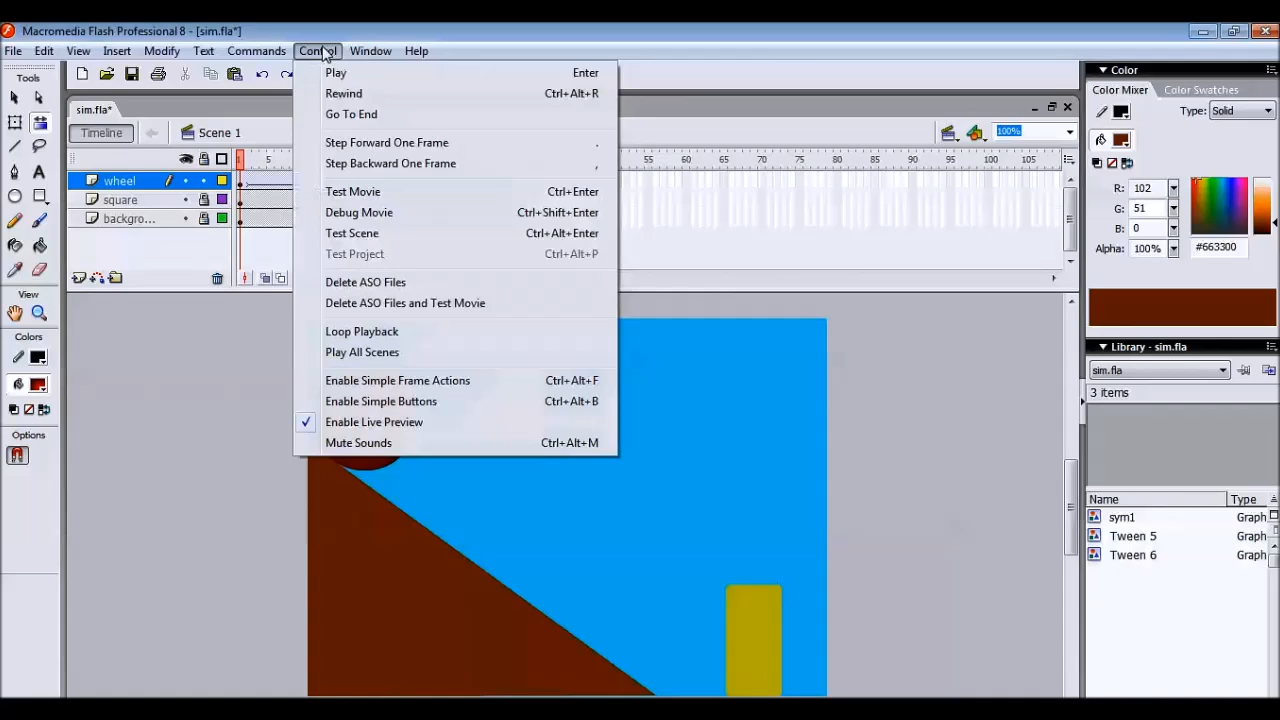 Macromedia Flash Professional 8 - [sim.fla*]
File Edit View Insert Modify Text Commands Control Window Help
Tools
View
Colors
Options
sim.fla*
Timeline
Scene 1
100%
5
55 60 65 70 75 80 85 90 95 100 105
wheel
square
backgro...
Play Enter
Rewind Ctrl+Alt+R
Go To End
Step Forward One Frame .
Step Backward One Frame ,
Test Movie Ctrl+Enter
Debug Movie Ctrl+Shift+Enter
Test Scene Ctrl+Alt+Enter
Test Project Ctrl+Alt+P
Delete ASO Files
Delete ASO Files and Test Movie
Loop Playback
Play All Scenes
Enable Simple Frame Actions Ctrl+Alt+F
Enable Simple Buttons Ctrl+Alt+B
Enable Live Preview
Mute Sounds Ctrl+Alt+M
Color
Color Mixer Color Swatches
Type: Solid
R: 102
G: 51
B: 0
Alpha: 100% #663300
Library - sim.fla
sim.fla
3 items
Name Type
sym1 Graph
Tween 5 Graph
Tween 6 Graph